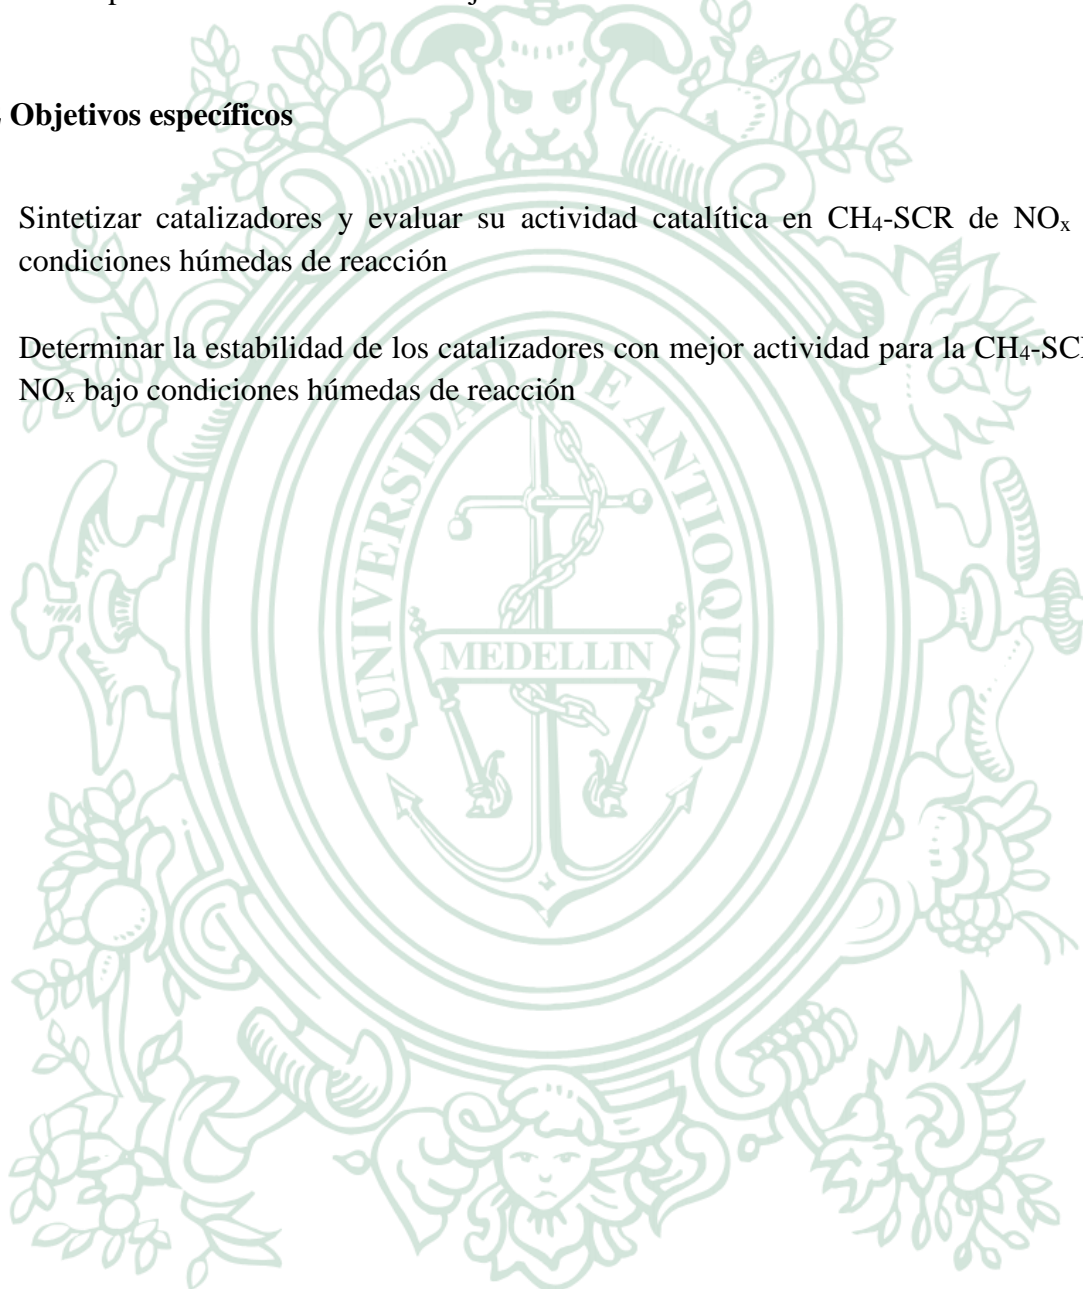 Objetivos específicos
Sintetizar catalizadores y evaluar su actividad catalítica en CH₄-SCR de NOₓ
condiciones húmedas de reacción
Determinar la estabilidad de los catalizadores con mejor actividad para la CH₄-SC
NOₓ bajo condiciones húmedas de reacción
UNIVERSIDAD DE ANTIOQUIA
MEDELLIN